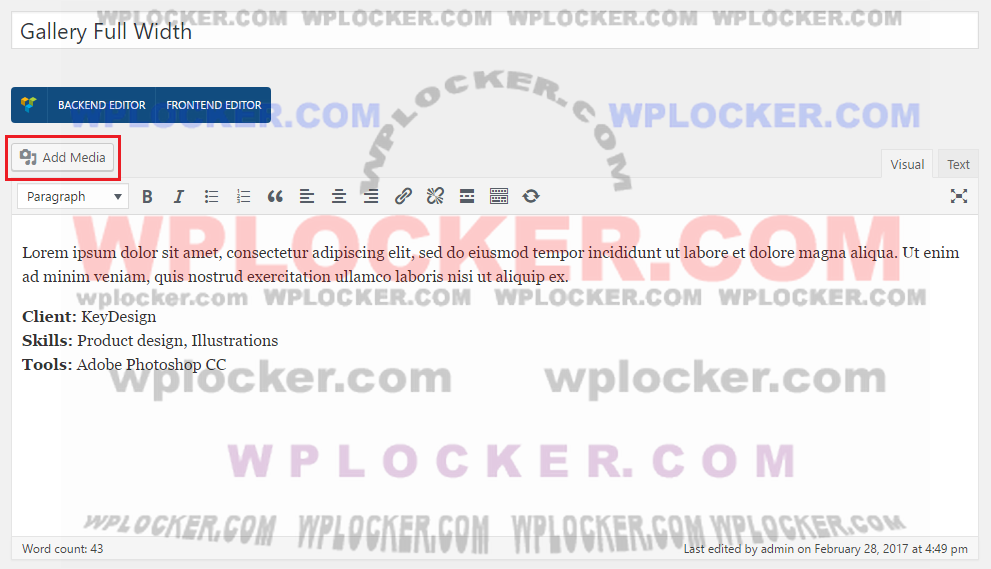 WPLOCKER.COM WPLOCKER.COM WPLOCKER.COM WPLOCKER.COM
Gallery Full Width
WPLOCKER.COM
BACKEND EDITOR FRONTEND EDITOR
WPLOCKER.COM WPLOCKER.COM
Add Media
Visual Text
Paragraph B I
WPLOCKER.COM
Lorem ipsum dolor sit amet, consectetur adipiscing elit, sed do eiusmod tempor incididunt ut labore et dolore magna aliqua. Ut enim
ad minim veniam, quis nostrud exercitation ullamco laboris nisi ut aliquip ex.
wplocker.com WPLOCKER.COM WPLOCKER.COM WPLOCKER.COM
Client: KeyDesign
Skills: Product design, Illustrations
Tools: Adobe Photoshop CC
wplocker.com wplocker.com
WPLOCKER.COM
WPLOCKER.COM WPLOCKER.COM WPLOCKER.COM WPLOCKER.COM
Word count: 43 Last edited by admin on February 28, 2017 at 4:49 pm